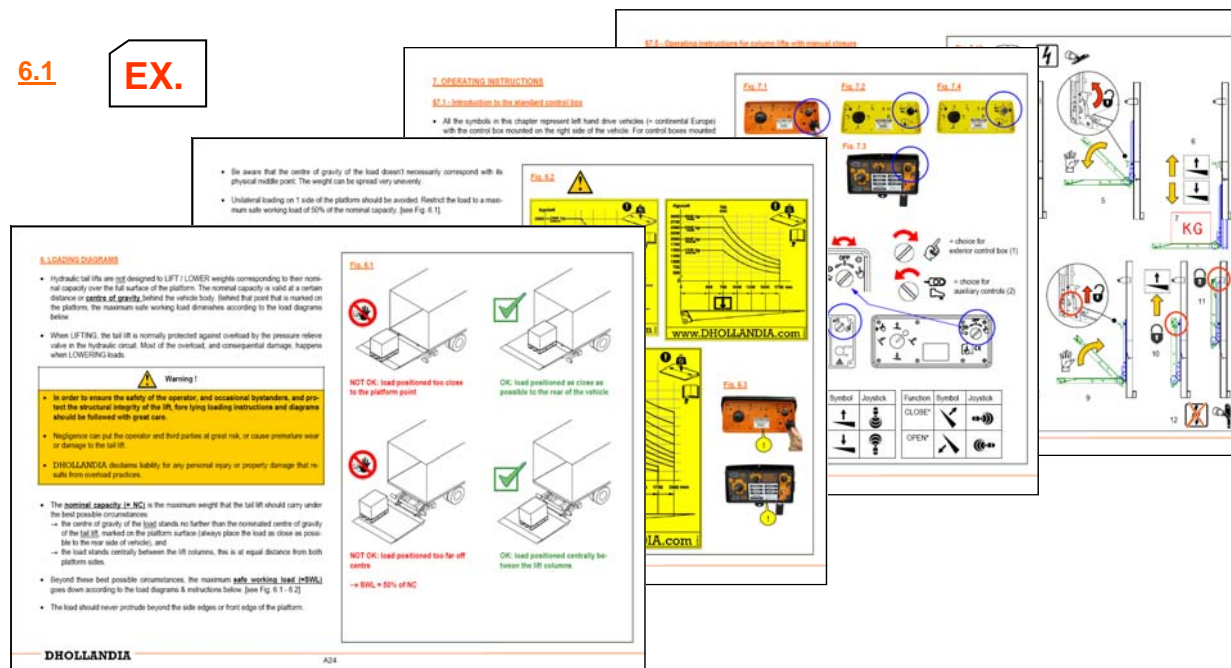 6.1
EX.
§7.5 - Operating instructions for column lifts with manual closure
5
6
7
KG
9
10
11
12
7. OPERATING INSTRUCTIONS
§7.1 - Introduction to the standard control box
• All the symbols in this chapter represent left hand drive vehicles (= continental Europe)
with the control box mounted on the right side of the vehicle. For control boxes mounted
Fig. 7.1
Fig. 7.2
Fig. 7.4
Fig. 7.3
OFF
= choice for
exterior control box (1)
= choice for
auxiliary controls (2)
Symbol Joystick
Function Symbol Joystick
CLOSE*
OPEN*
• Be aware that the centre of gravity of the load doesn't necessarily correspond with its
physical middle point. The weight can be spread very unevenly.
• Unilateral loading on 1 side of the platform should be avoided. Restrict the load to a maxi-
mum safe working load of 50% of the nominal capacity. [see Fig. 6.1].
Fig. 6.2
www.DHOLLANDIA.com
Fig. 6.3
IA.com
6. LOADING DIAGRAMS
• Hydraulic tail lifts are not designed to LIFT / LOWER weights corresponding to their nomi-
nal capacity over the full surface of the platform. The nominal capacity is valid at a certain
distance or centre of gravity behind the vehicle body. Behind that point that is marked on
the platform, the maximum safe working load diminishes according to the load diagrams
below.
• When LIFTING, the tail lift is normally protected against overload by the pressure relieve
valve in the hydraulic circuit. Most of the overload, and consequential damage, happens
when LOWERING loads.
Warning !
• In order to ensure the safety of the operator, and occasional bystanders, and pro-
tect the structural integrity of the lift, fore lying loading instructions and diagrams
should be followed with great care.
• Negligence can put the operator and third parties at great risk, or cause premature wear
or damage to the tail lift.
• DHOLLANDIA disclaims liability for any personal injury or property damage that re-
sults from overload practices.
• The nominal capacity (= NC) is the maximum weight that the tail lift should carry under
the best possible circumstances:
→ the centre of gravity of the load stands no further than the nominated centre of gravity
of the tail lift, marked on the platform surface (always place the load as close as possi-
ble to the rear side of vehicle), and
→ the load stands centrally between the lift columns, this is at equal distance from both
platform sides.
• Beyond these best possible circumstances, the maximum safe working load (=SWL)
goes down according to the load diagrams & instructions below. [see Fig. 6.1 - 6.2]
• The load should never protrude beyond the side edges or front edge of the platform.
Fig. 6.1
NOT OK: load positioned too close
to the platform point
OK: load positioned as close as
possible to the rear of the vehicle
NOT OK: load positioned too far off
centre
→ SWL = 50% of NC
OK: load positioned centrally be-
tween the lift columns
DHOLLANDIA
A24